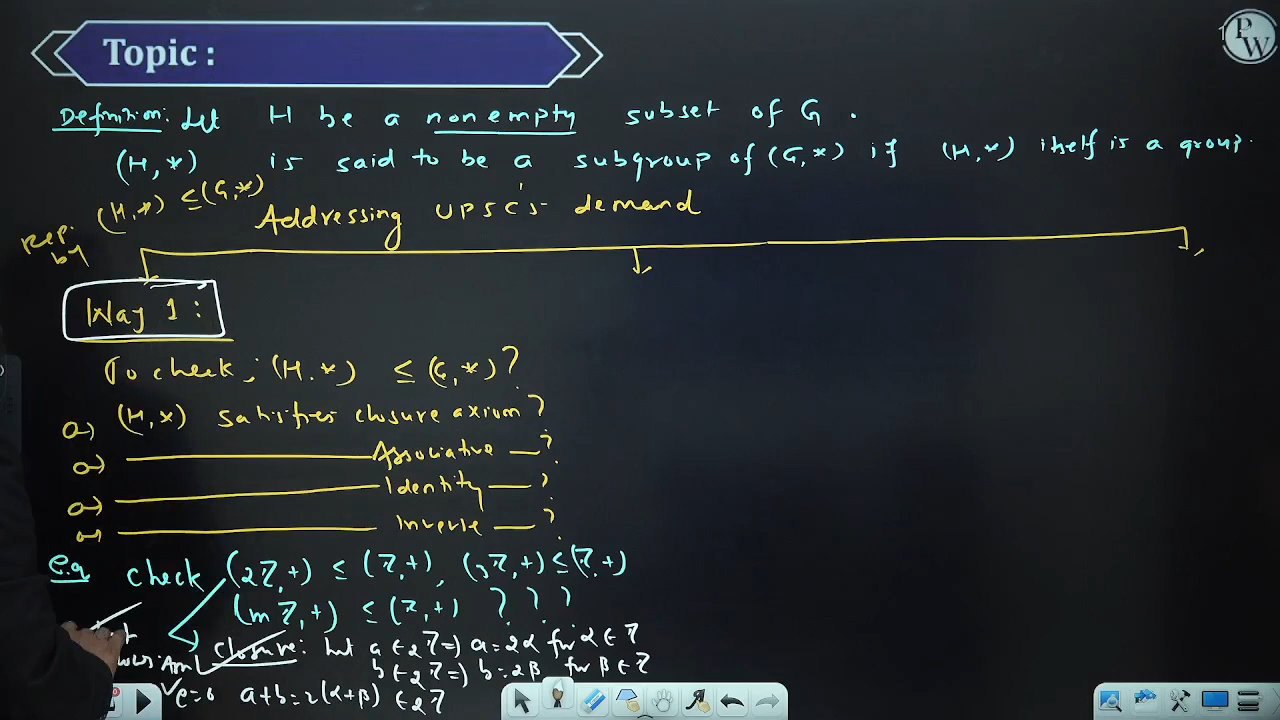 Topic :
PW
Definition: Let H be a nonempty subset of G.
(H, *) is said to be a subgroup of (G, *) if (H, *) itself is a group.
Rep. by (H, *) ≤ (G, *)
Addressing UPSC's demand
Way 1 :
To check ; (H, *) ≤ (G, *) ?
a) (H, *) satisfies closure axium ?
a) ——— Associative — ?
a) ——— Identity — ?
a) ——— Inverse — ?
e.g check (2ℤ, +) ≤ (ℤ, +), (3ℤ, +) ≤ (ℤ, +)
(mℤ, +) ≤ (ℤ, +) ? ? ?
closure: Let a ∈ 2ℤ ⇒ a = 2α for α ∈ ℤ
b ∈ 2ℤ ⇒ b = 2β for β ∈ ℤ
e = 0 a + b = 2(α + β) ∈ 2ℤ